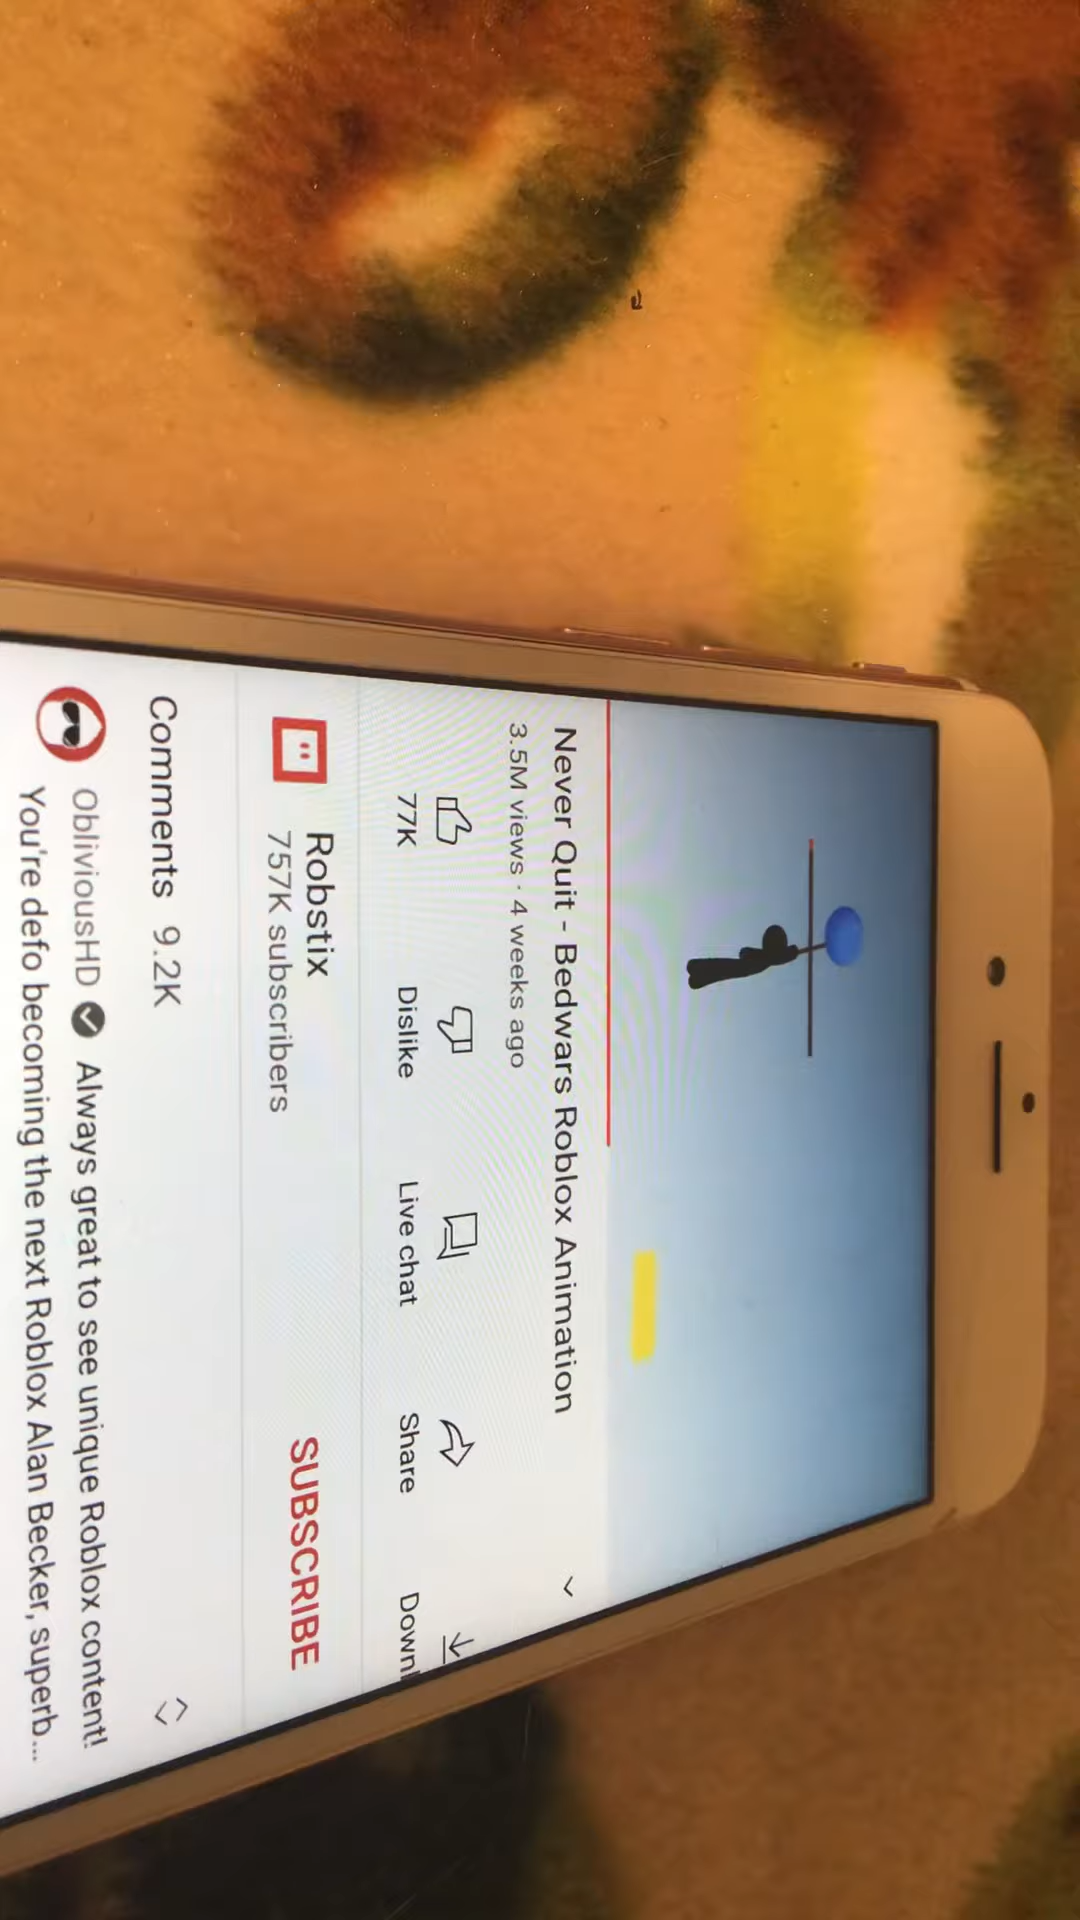 Never Quit - Bedwars Roblox Animation
3.5M views · 4 weeks ago
77K
Dislike
Live chat
Share
Downl
Robstix
757K subscribers
SUBSCRIBE
Comments 9.2K
ObliviousHD Always great to see unique Roblox content!
You're defo becoming the next Roblox Alan Becker, superb...